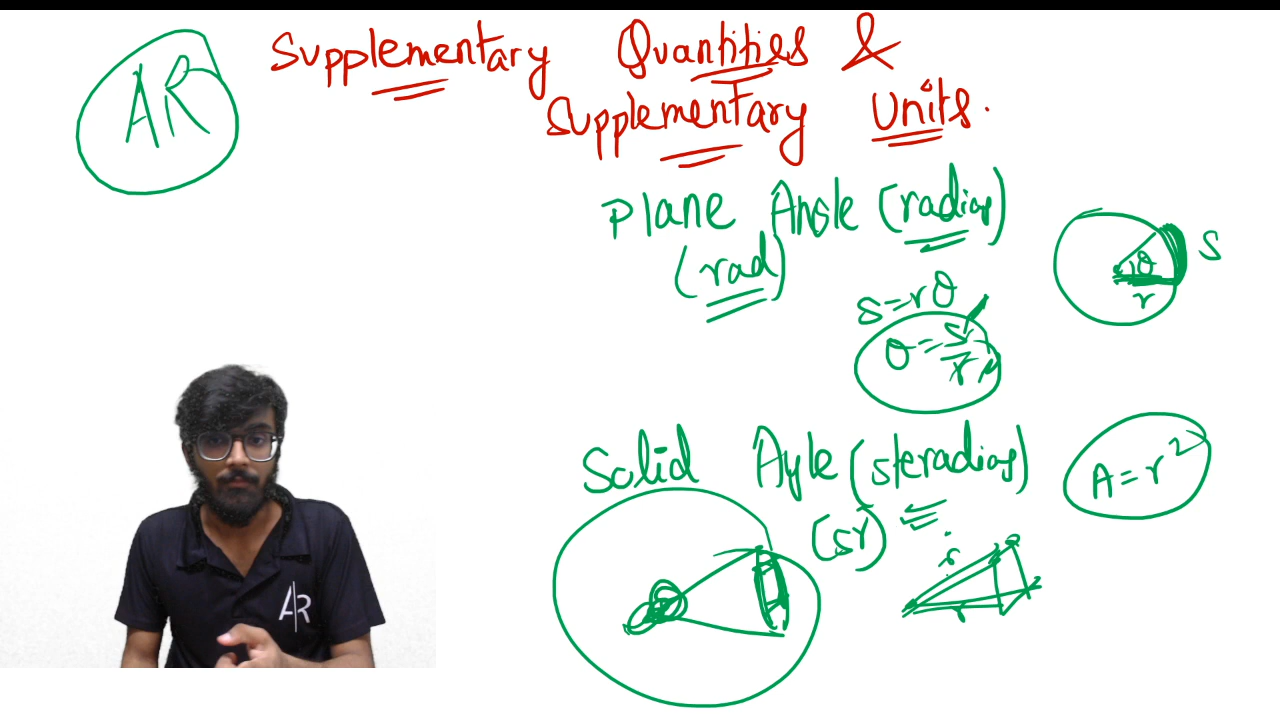 AR
Supplementary Quantities &
Supplementary Units.
Plane Angle (radian)
(rad)
S
θ
r
s=rθ
θ=s/r
Solid Angle (steradian)
(sr)
A=r²
r
r
AR